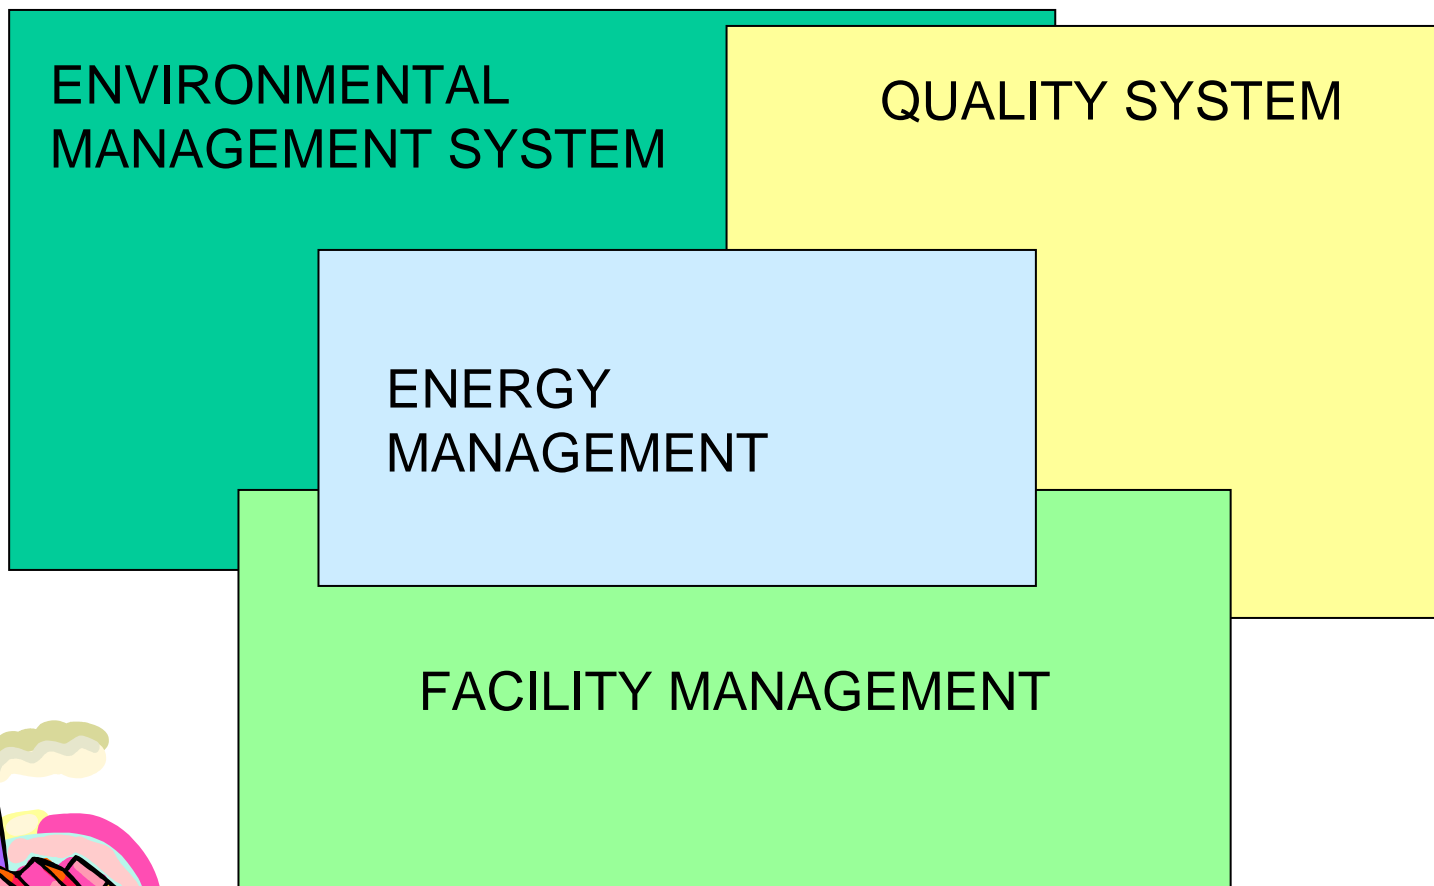 ENVIRONMENTAL
MANAGEMENT SYSTEM
QUALITY SYSTEM
ENERGY
MANAGEMENT
FACILITY MANAGEMENT